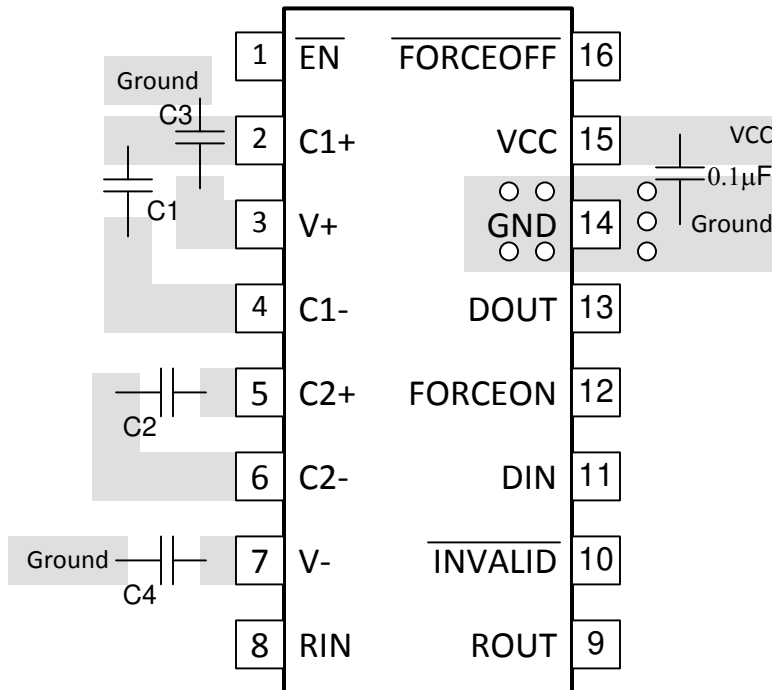 1 EN FORCEOFF 16
Ground
C3
2 C1+ VCC 15 VCC
0.1µF
C1
3 V+ GND 14 Ground
4 C1- DOUT 13
5 C2+ FORCEON 12
C2
6 C2- DIN 11
Ground 7 V- INVALID 10
C4
8 RIN ROUT 9